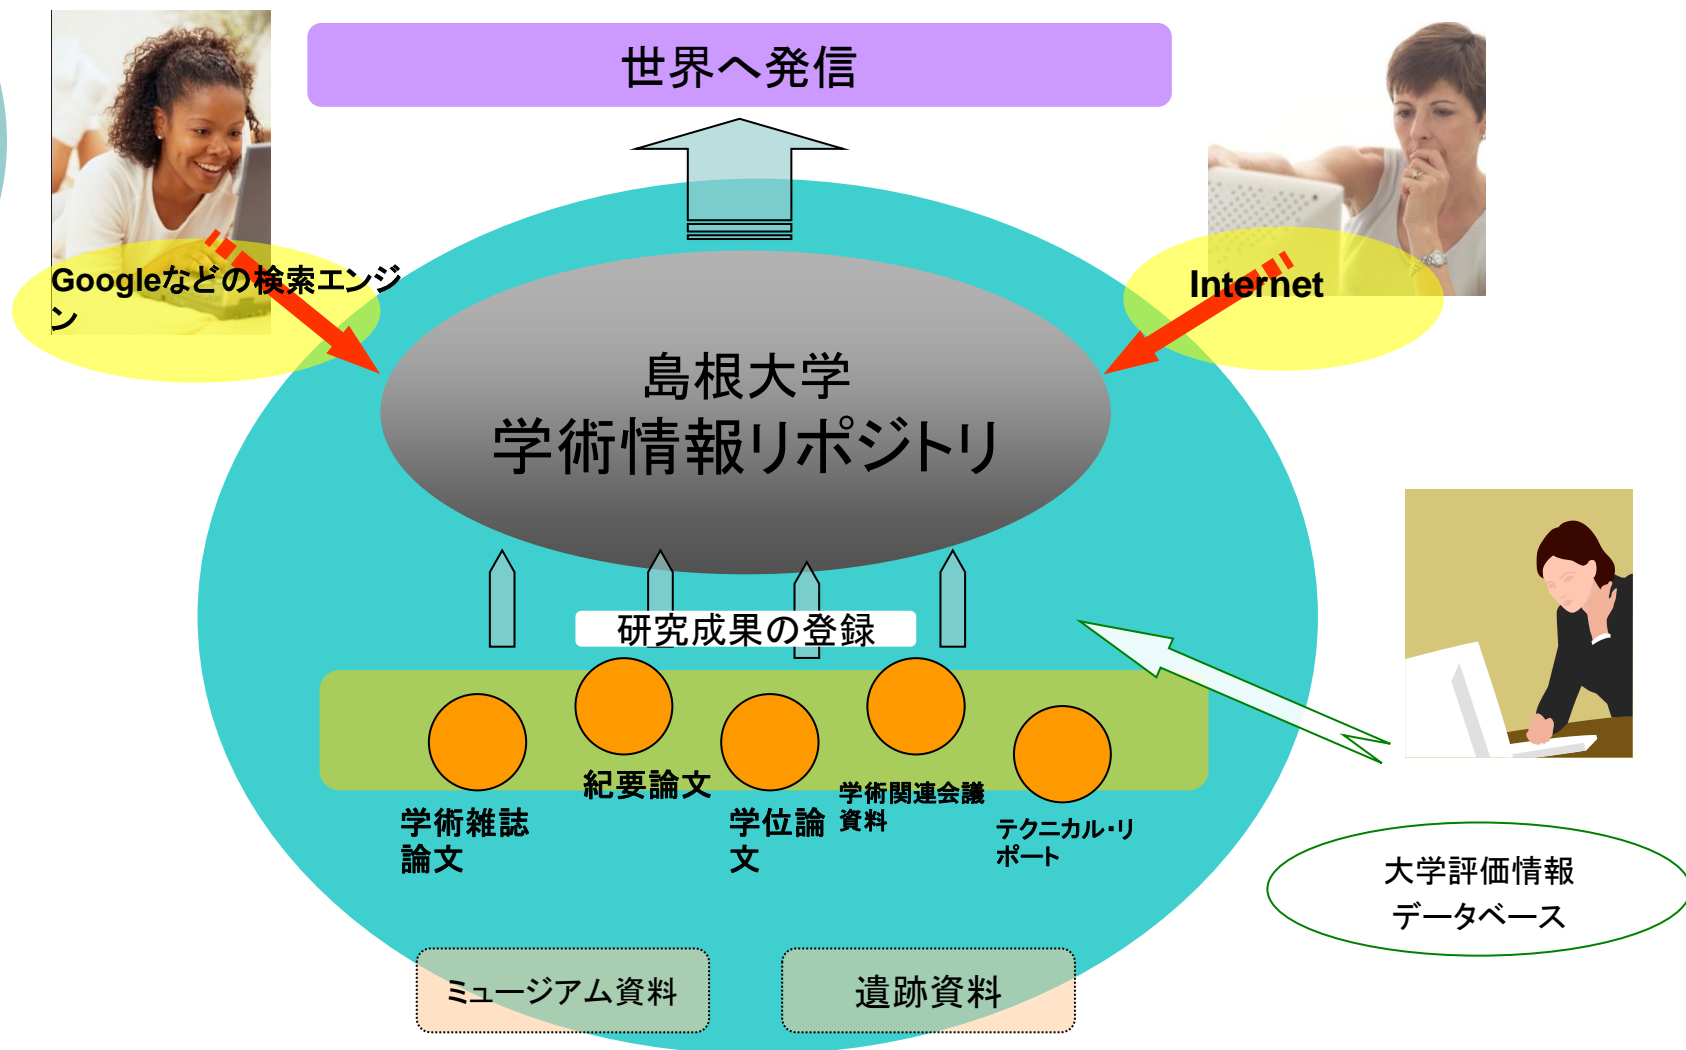 世界へ発信
Googleなどの検索エンジ
ン
Internet
島根大学
学術情報リポジトリ
研究成果の登録
学術雑誌
論文
紀要論文
学位論
文
学術関連会議
資料
テクニカル・リ
ポート
大学評価情報
データベース
ミュージアム資料
遺跡資料